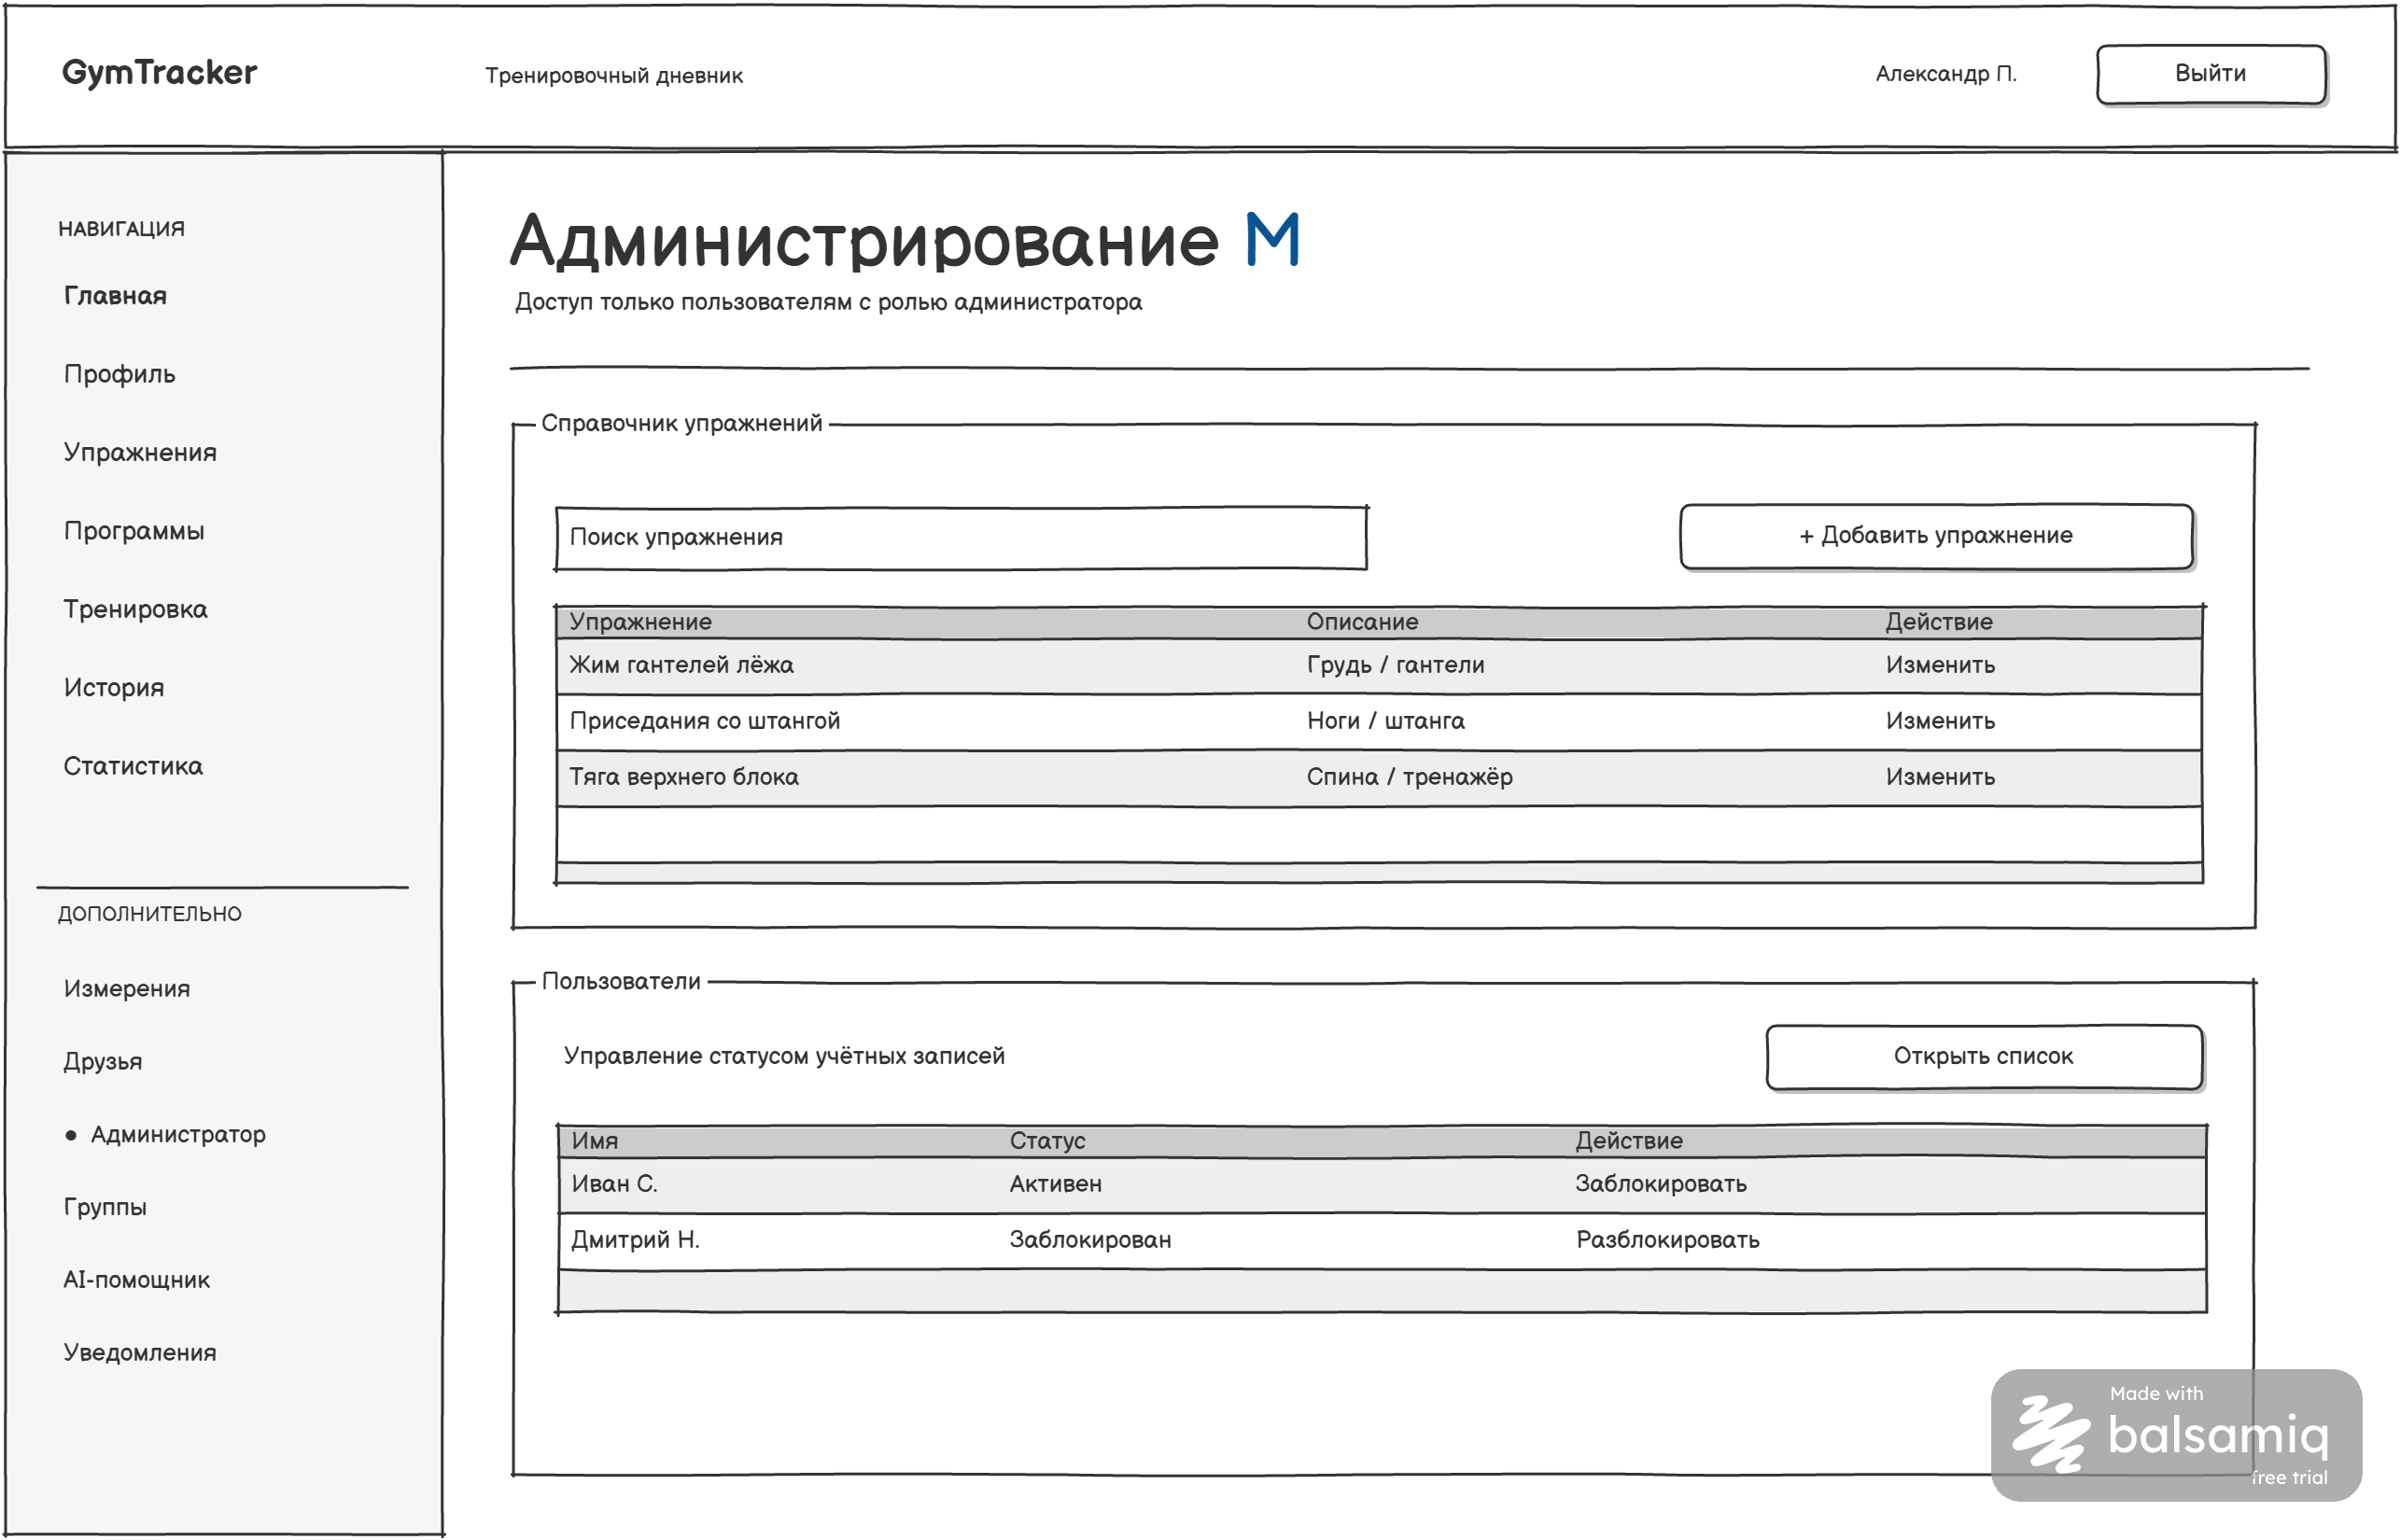 GymTracker
Тренировочный дневник
Александр П.
Выйти
НАВИГАЦИЯ
Главная
Профиль
Упражнения
Программы
Тренировка
История
Статистика
ДОПОЛНИТЕЛЬНО
Измерения
Друзья
• Администратор
Группы
AI-помощник
Уведомления
Администрирование М
Доступ только пользователям с ролью администратора
Справочник упражнений
Поиск упражнения
+ Добавить упражнение
Упражнение Описание Действие
Жим гантелей лёжа Грудь / гантели Изменить
Приседания со штангой Ноги / штанга Изменить
Тяга верхнего блока Спина / тренажёр Изменить
Пользователи
Управление статусом учётных записей
Открыть список
Имя Статус Действие
Иван С. Активен Заблокировать
Дмитрий Н. Заблокирован Разблокировать
Made with
balsamiq
free trial